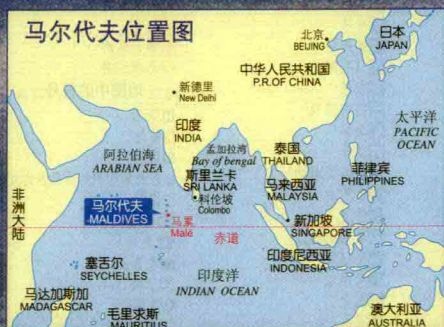 马尔代夫位置图
北京
BEIJING
日本
JAPAN
中华人民共和国
P.R.OF CHINA
新德里
New Delhi
太平洋
PACIFIC
OCEAN
印度
INDIA
孟加拉湾
Bay of bengal
泰国
THAILAND
阿拉伯海
ARABIAN SEA
斯里兰卡
SRI LANKA
菲律宾
PHILIPPINES
马来西亚
MALAYSIA
科伦坡
Colombo
非洲大陆
马尔代夫
MALDIVES
马累
Malé
新加坡
SINGAPORE
赤道
塞舌尔
SEYCHELLES
印度尼西亚
INDONESIA
印度洋
INDIAN OCEAN
马达加斯加
MADAGASCAR
毛里求斯
MAURITIUS
澳大利亚
AUSTRALIA